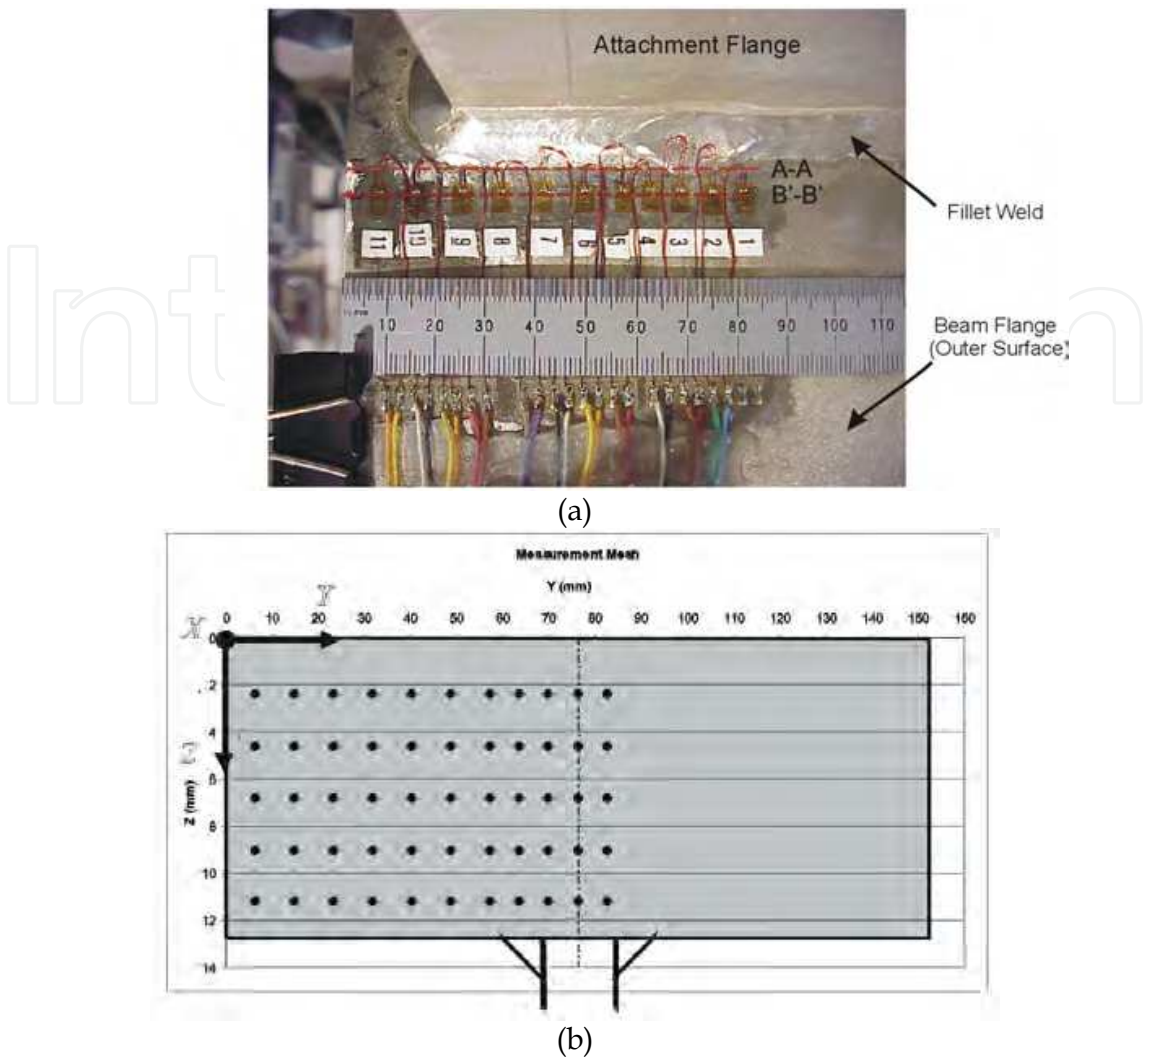 Attachment Flange
A-A
B'-B'
Fillet Weld
11 10 9 8 7 6 5 4 3 2 1
10 20 30 40 50 60 70 80 90 100 110
Beam Flange
(Outer Surface)
(a)
Measurement Mesh
Y (mm)
Y
0 10 20 30 40 50 60 70 80 90 100 110 120 130 140 150 160
X
0
2
4
6
8
10
12
14
Z (mm)
(b)